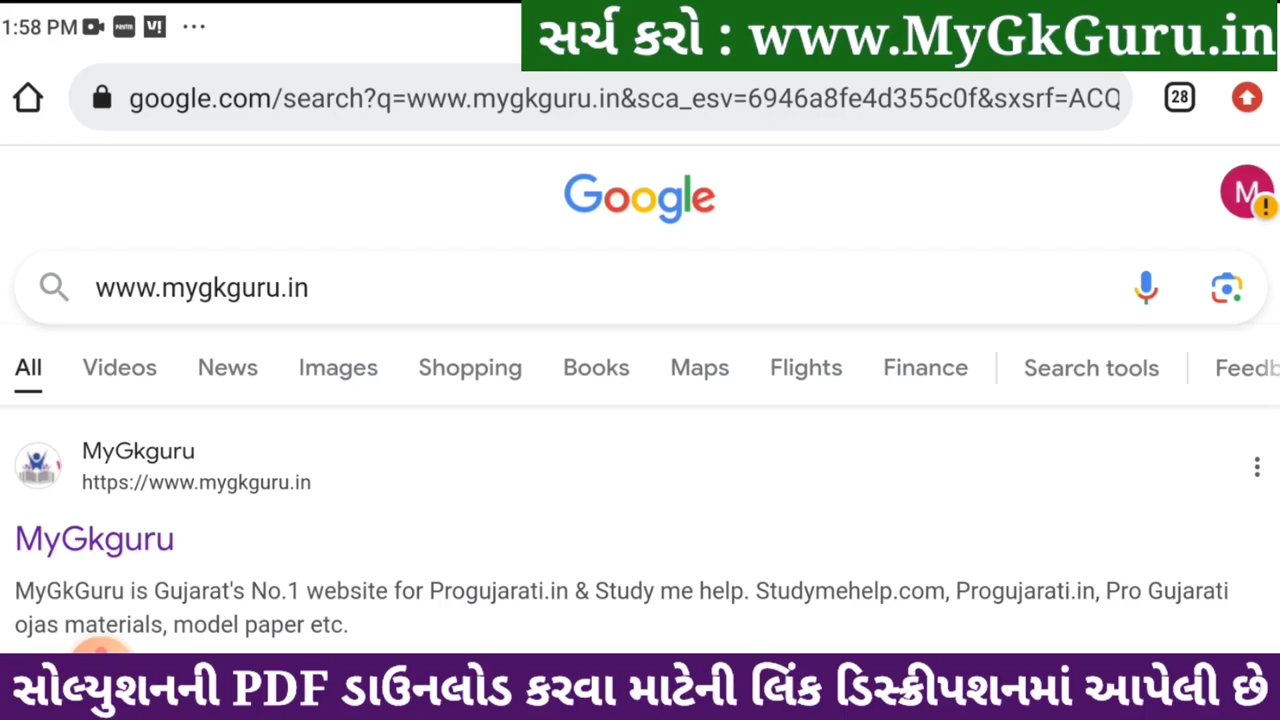 સર્ચ કરો : www.MyGkGuru.in
1:58 PM
google.com/search?q=www.mygkguru.in&sca_esv=6946a8fe4d355c0f&sxsrf=ACQ
28
Google
M
www.mygkguru.in
All Videos News Images Shopping Books Maps Flights Finance Search tools Feedb
MyGkguru
https://www.mygkguru.in
MyGkguru
MyGkGuru is Gujarat's No.1 website for Progujarati.in & Study me help. Studymehelp.com, Progujarati.in, Pro Gujarati
ojas materials, model paper etc.
સોલ્યુશનની PDF ડાઉનલોડ કરવા માટેની લિંક ડિસ્ક્રીપશનમાં આપેલી છે